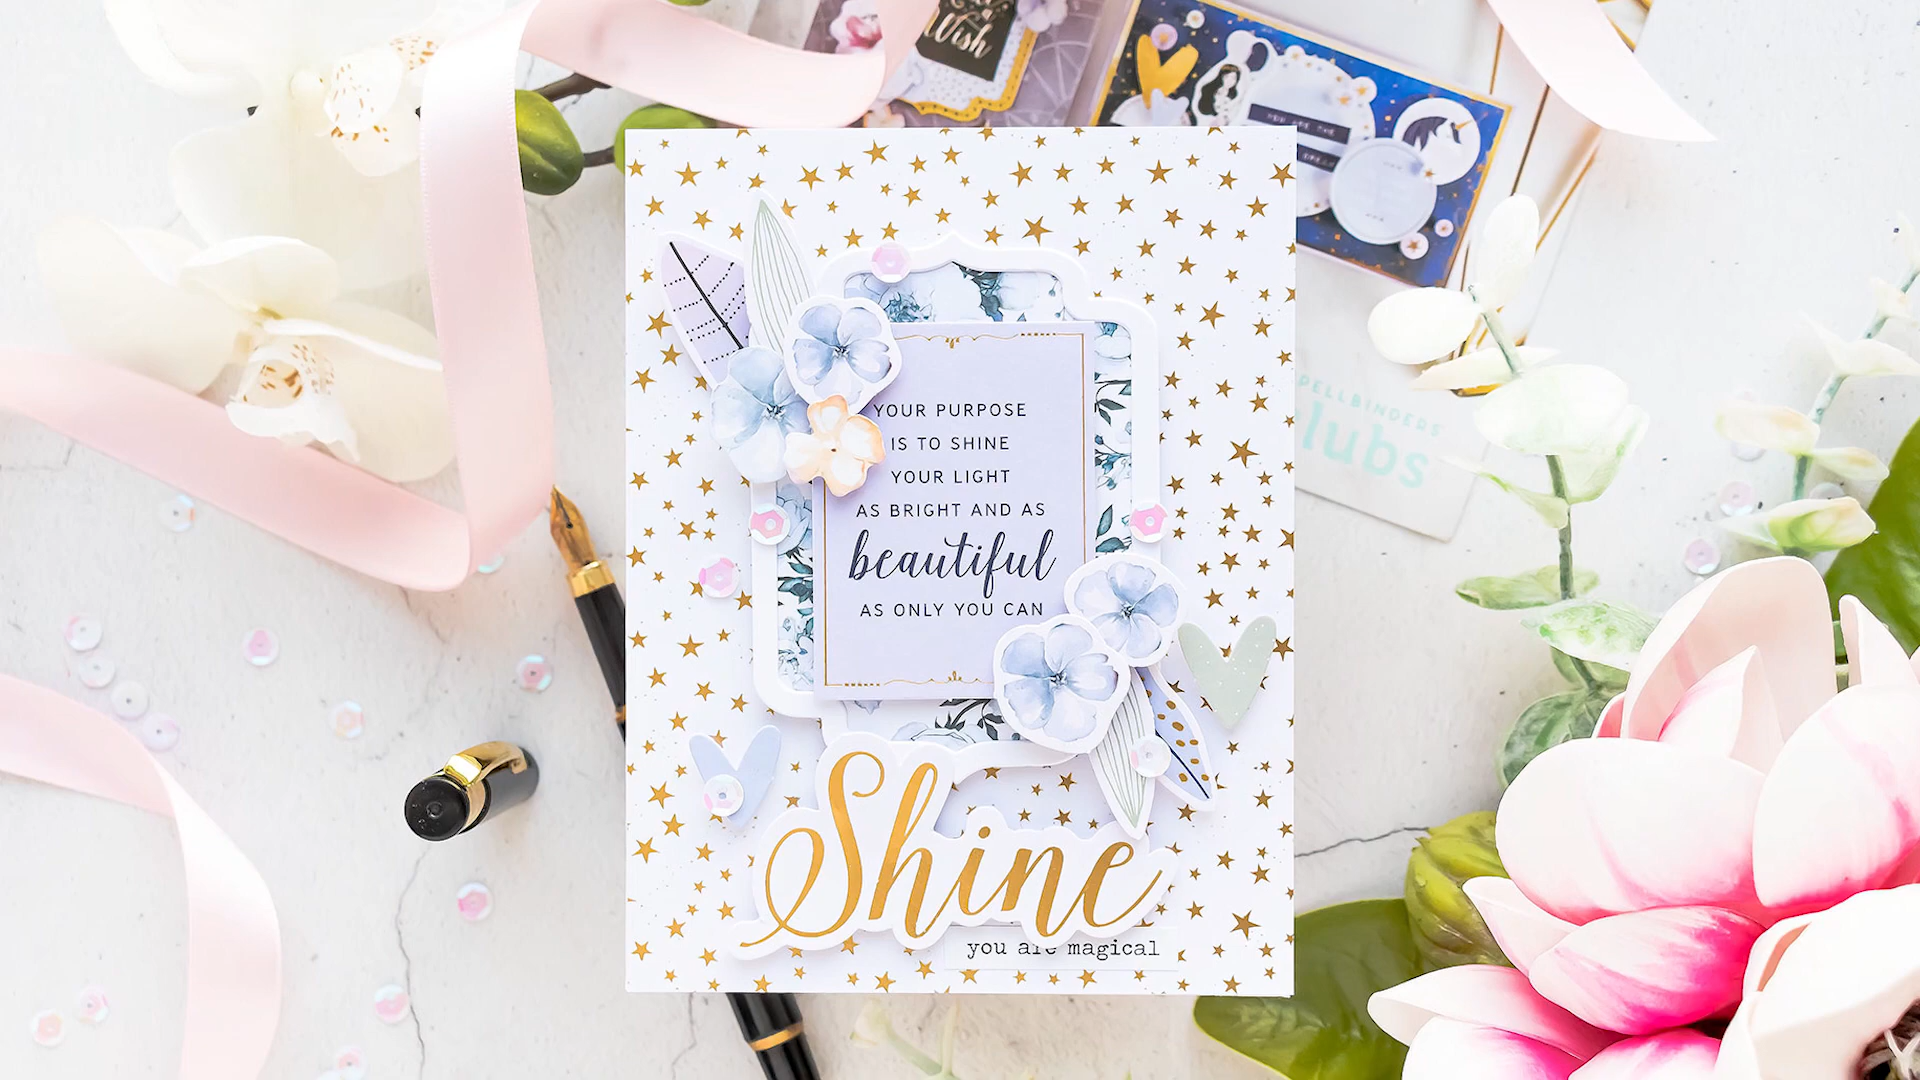 Wish
PELLBINDERS
lubs
YOUR PURPOSE
IS TO SHINE
YOUR LIGHT
AS BRIGHT AND AS
beautiful
AS ONLY YOU CAN
Shine
you are magical